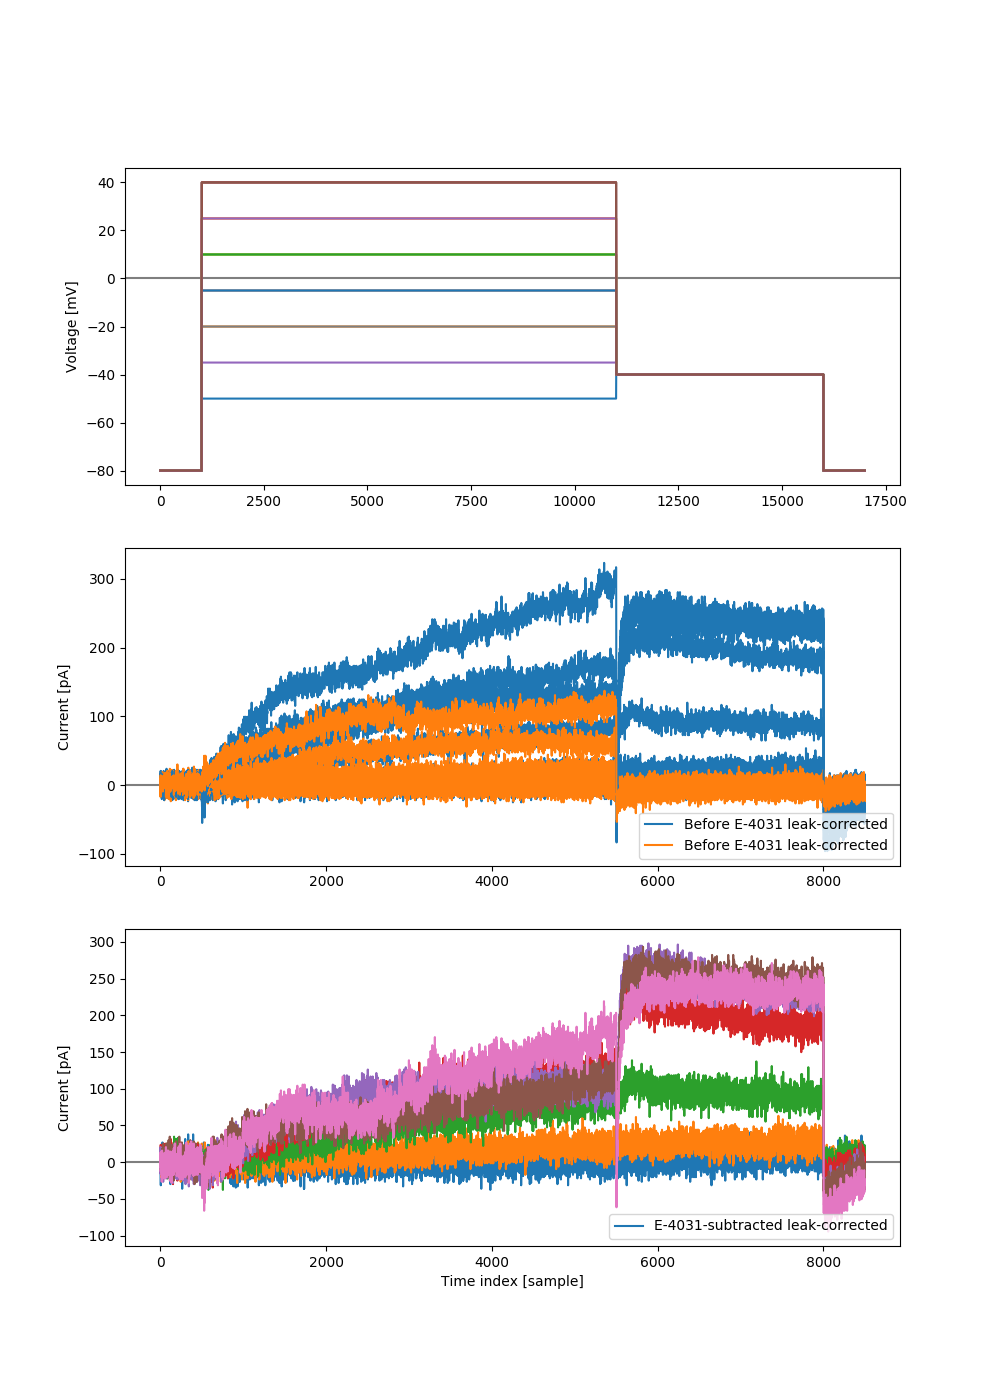 40
20
0
−20
−40
−60
−80
Voltage [mV]
0 2500 5000 7500 10000 12500 15000 17500
300
200
100
0
−100
Current [pA]
Before E-4031 leak-corrected
Before E-4031 leak-corrected
0 2000 4000 6000 8000
300
250
200
150
100
50
0
−50
−100
Current [pA]
E-4031-subtracted leak-corrected
0 2000 4000 6000 8000
Time index [sample]